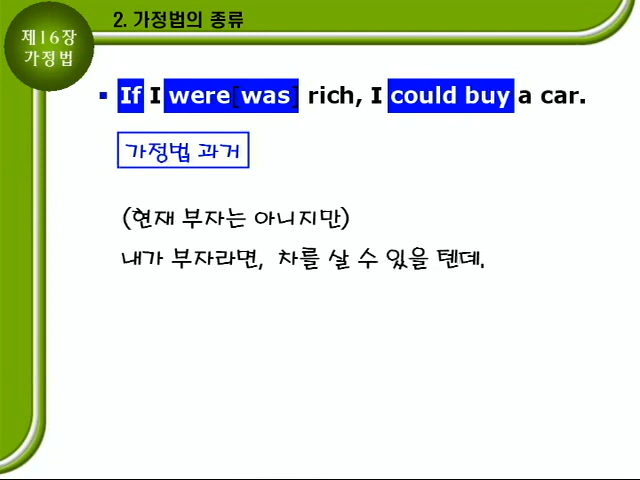 제16장
가정법
2. 가정법의 종류
▪ If I were[was] rich, I could buy a car.
가정법 과거
(현재 부자는 아니지만)
내가 부자라면, 차를 살 수 있을 텐데.